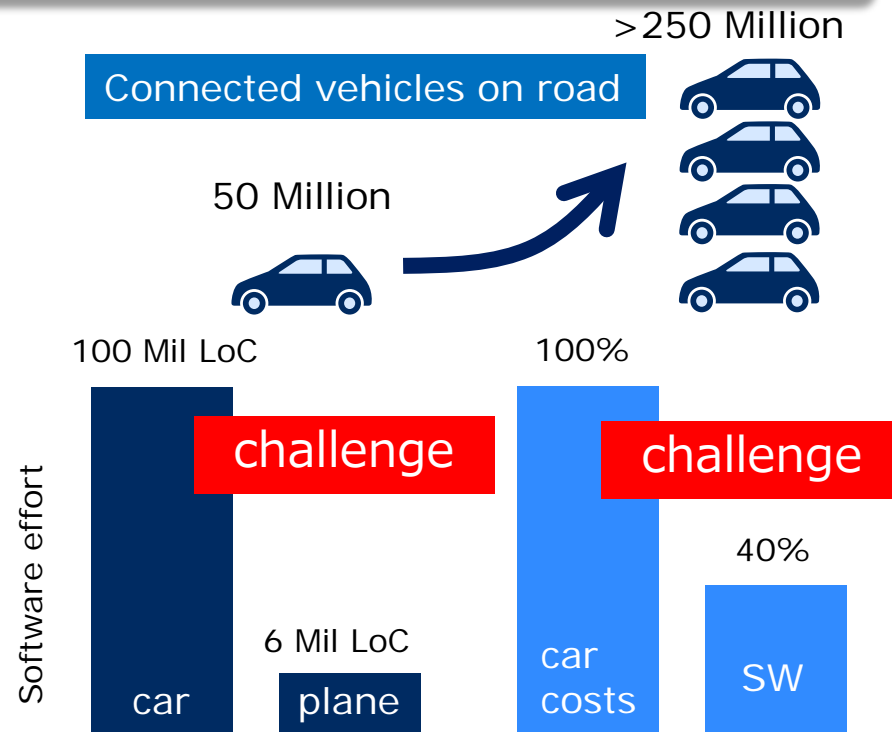 >250 Million
Connected vehicles on road
50 Million
100 Mil LoC
100%
challenge
challenge
Software effort
40%
6 Mil LoC
car
plane
car
costs
SW